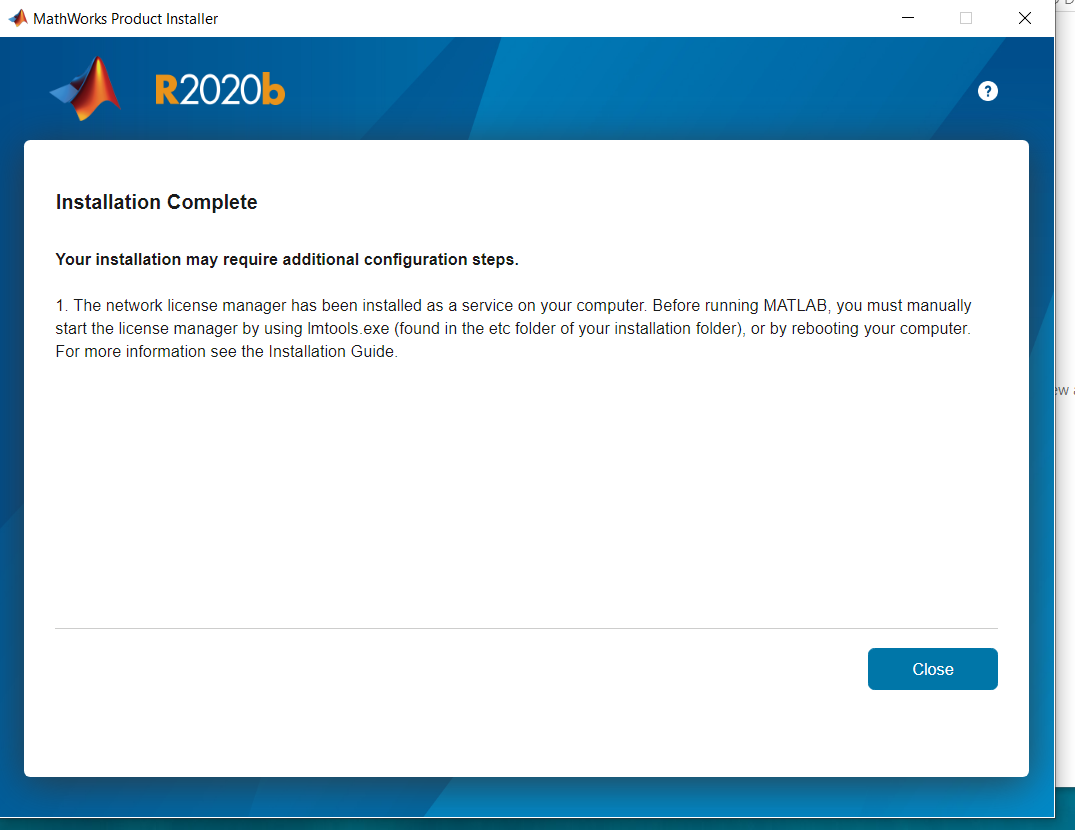 MathWorks Product Installer
R2020b
?
Installation Complete
Your installation may require additional configuration steps.
1. The network license manager has been installed as a service on your computer. Before running MATLAB, you must manually
start the license manager by using lmtools.exe (found in the etc folder of your installation folder), or by rebooting your computer.
For more information see the Installation Guide.
Close